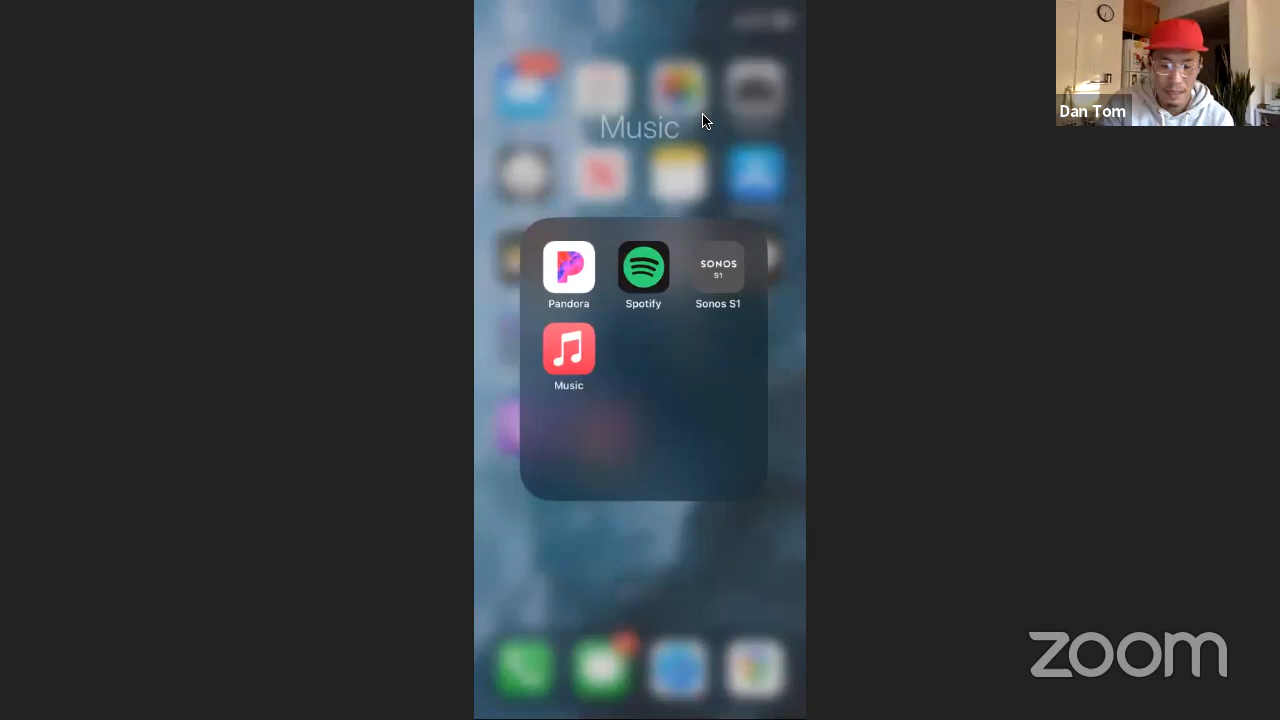 Dan Tom
Music
SONOS
S1
Pandora
Spotify
Sonos S1
Music
zoom